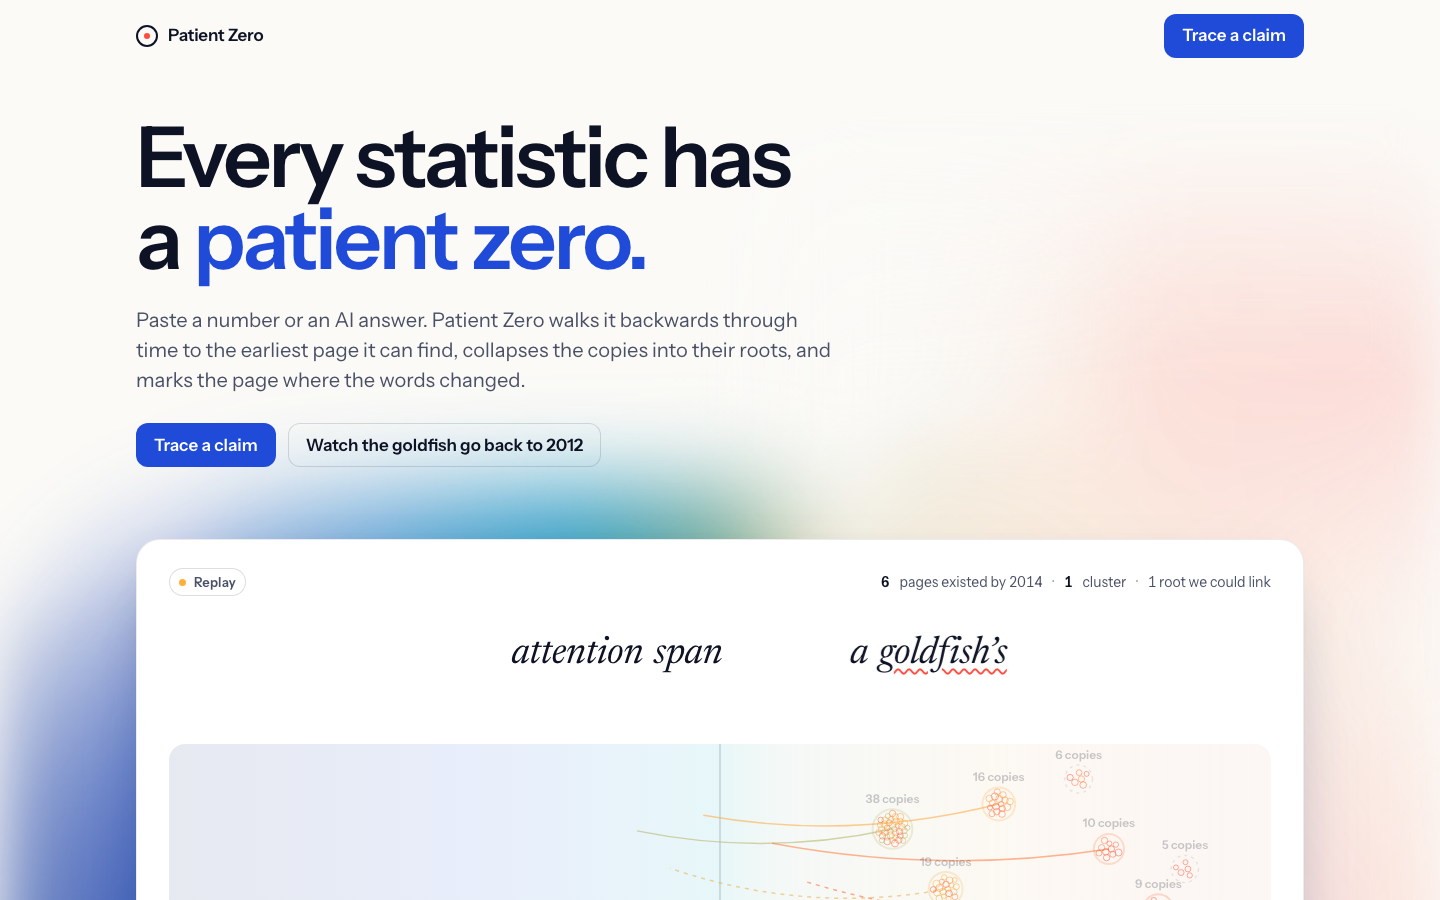 Patient Zero
Trace a claim
Every statistic has
a patient zero.
Paste a number or an AI answer. Patient Zero walks it backwards through
time to the earliest page it can find, collapses the copies into their roots, and
marks the page where the words changed.
Trace a claim
Watch the goldfish go back to 2012
Replay
6 pages existed by 2014 · 1 cluster · 1 root we could link
attention span a goldfish’s
6 copies
16 copies
38 copies
10 copies
5 copies
19 copies
9 copies